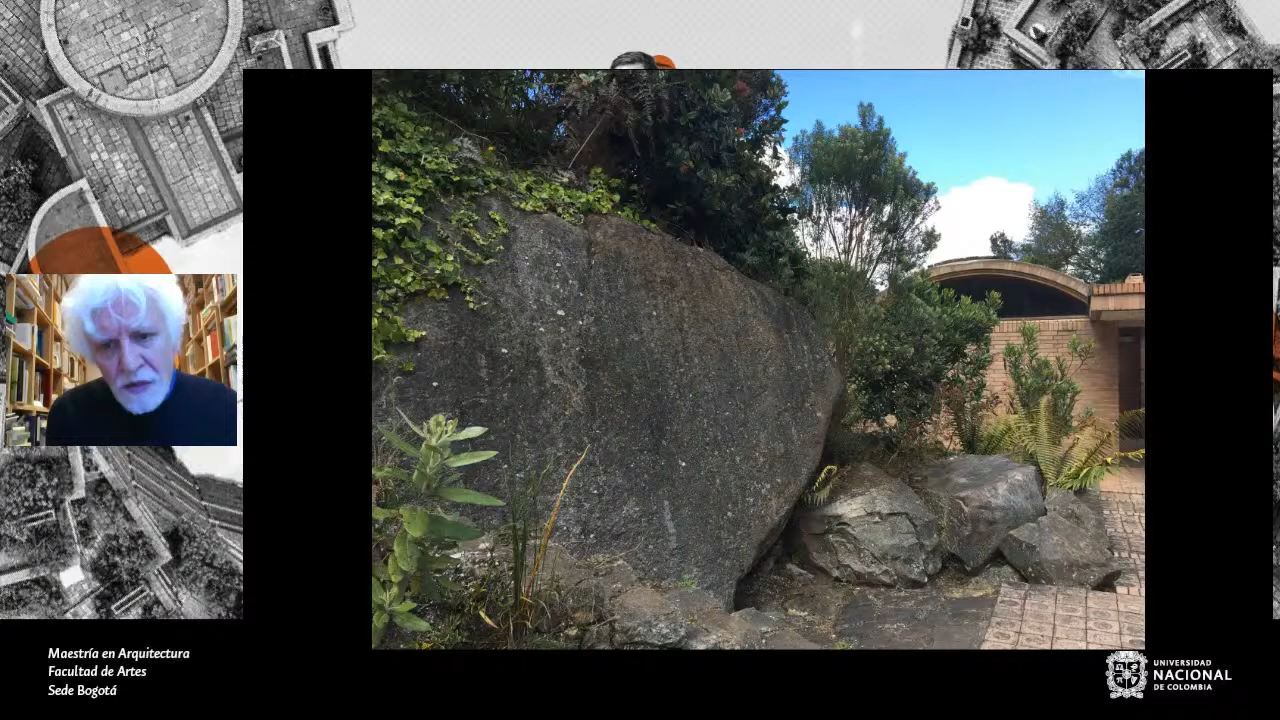 Maestría en Arquitectura
Facultad de Artes
Sede Bogotá
UNIVERSIDAD
NACIONAL
DE COLOMBIA